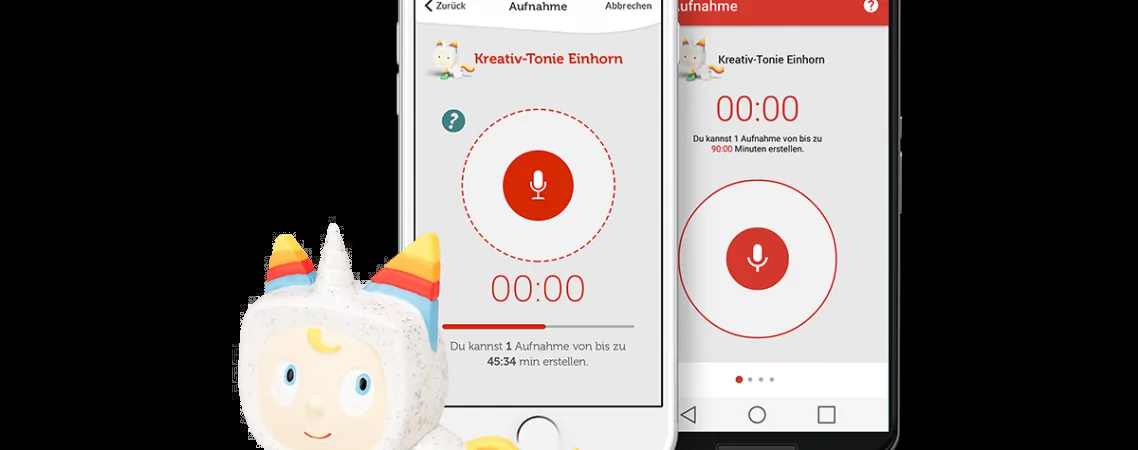 Zurück Aufnahme Abbrechen
Kreativ-Tonie Einhorn
?
00:00
Du kannst 1 Aufnahme von bis zu
45:34 min erstellen.
Aufnahme
?
Kreativ-Tonie Einhorn
00:00
Du kannst 1 Aufnahme von bis zu
90:00 Minuten erstellen.